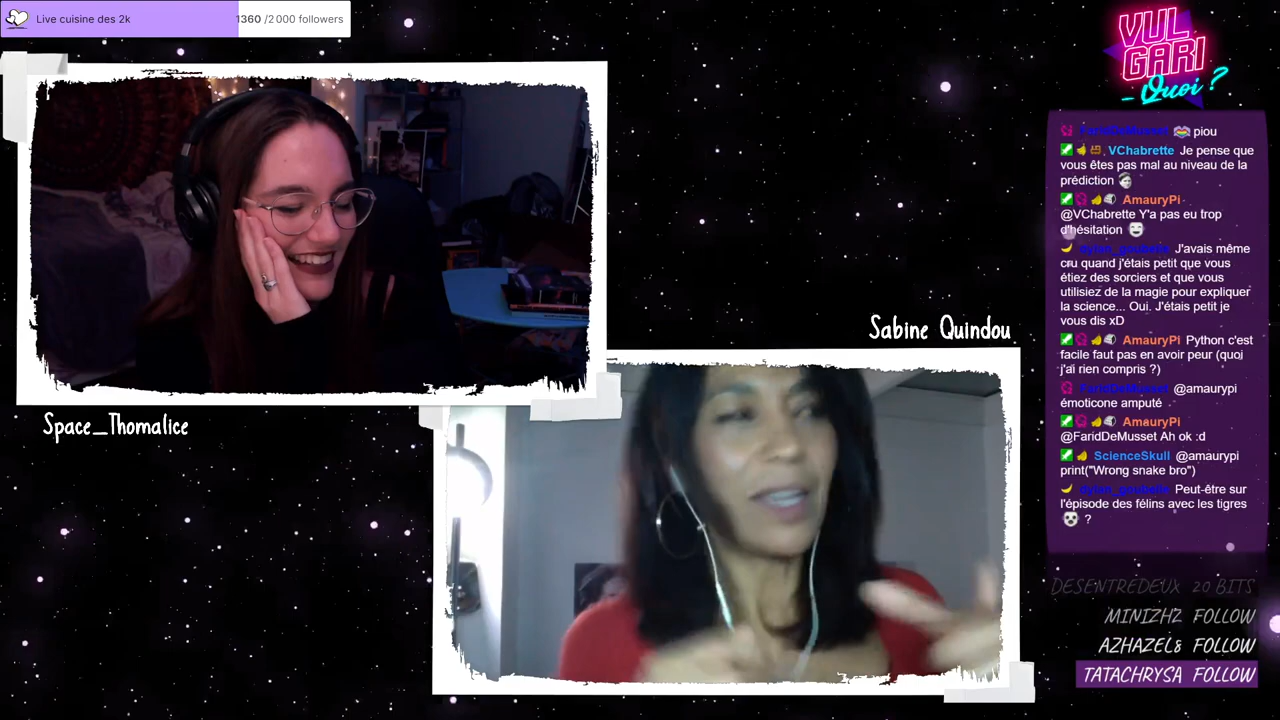 Live cuisine des 2k
1360 /2 000 followers
VUL
GARI
- Quoi ?
FaridDeMusset piou
VChabrette Je pense que
vous êtes pas mal au niveau de la
prédiction
AmauryPi
@VChabrette Y'a pas eu trop
d'hésitation
J'avais même
cru quand j'étais petit que vous
étiez des sorciers et que vous
utilisiez de la magie pour expliquer
la science... Oui. J'étais petit je
vous dis xD
AmauryPi Python c'est
facile faut pas en avoir peur (quoi
j'ai rien compris ?)
FaridDeMusset @amaurypi
émoticone amputé
AmauryPi
@FaridDeMusset Ah ok :d
ScienceSkull @amaurypi
print("Wrong snake bro")
Peut-être sur
l'épisode des félins avec les tigres
?
Sabine Quindou
Space_Thomalice
DESENTREDEUX 20 BITS
MINIZHZ FOLLOW
AZHAZEL8 FOLLOW
TATACHRYSA FOLLOW